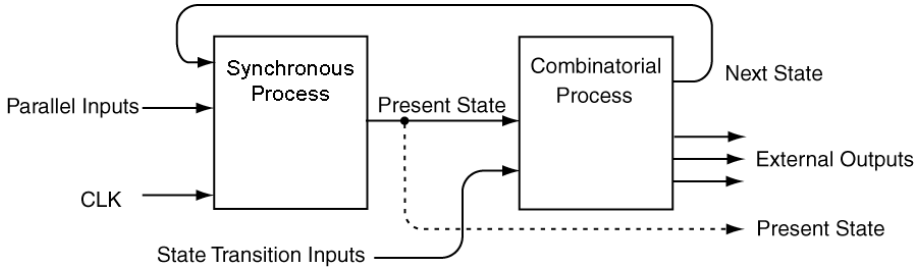 Synchronous
Process
Combinatorial
Process
Next State
Parallel Inputs
Present State
External Outputs
CLK
Present State
State Transition Inputs